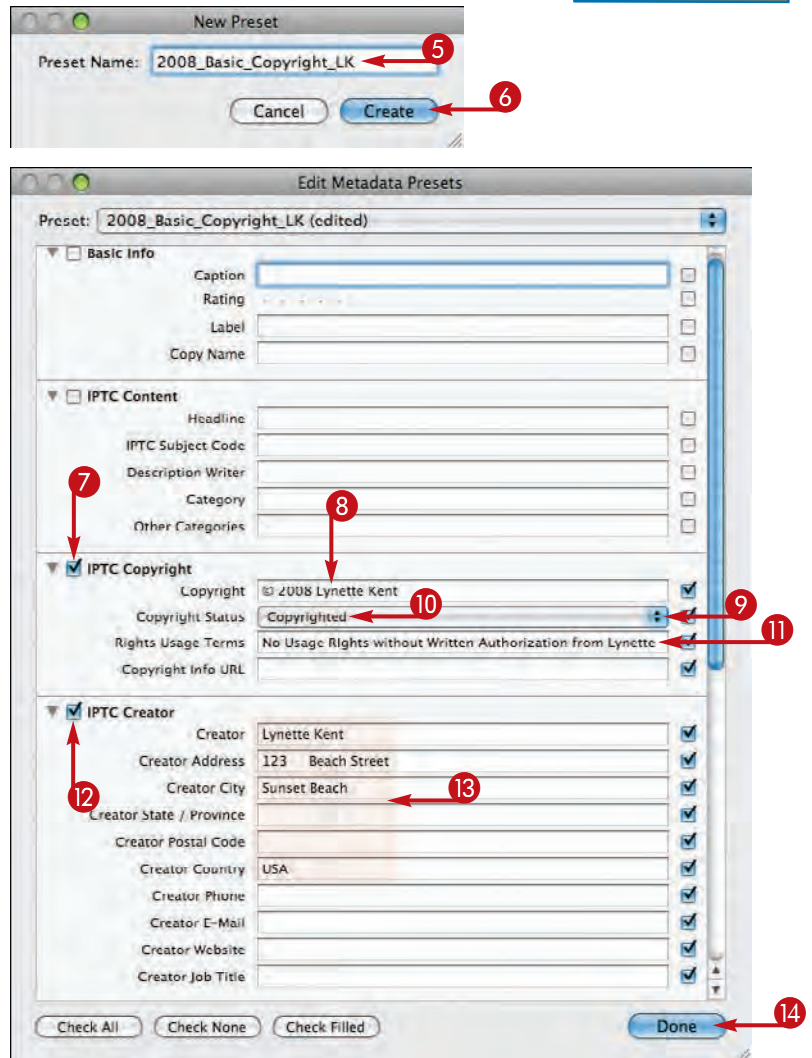 New Preset
Preset Name: 2008_Basic_Copyright_LK 5
Cancel Create 6
Edit Metadata Presets
Preset: 2008_Basic_Copyright_LK (edited)
Basic Info
Caption
Rating
Label
Copy Name
IPTC Content
Headline
IPTC Subject Code
Description Writer
7
Category
8
Other Categories
IPTC Copyright
Copyright © 2008 Lynette Kent
Copyright Status Copyrighted 10 9
Rights Usage Terms No Usage Rights without Written Authorization from Lynette 11
Copyright Info URL
IPTC Creator
Creator Lynette Kent
Creator Address 123 Beach Street
12 Creator City Sunset Beach 13
Creator State / Province
Creator Postal Code
Creator Country USA
Creator Phone
Creator E-Mail
Creator Website
Creator Job Title
Check All Check None Check Filled Done 14